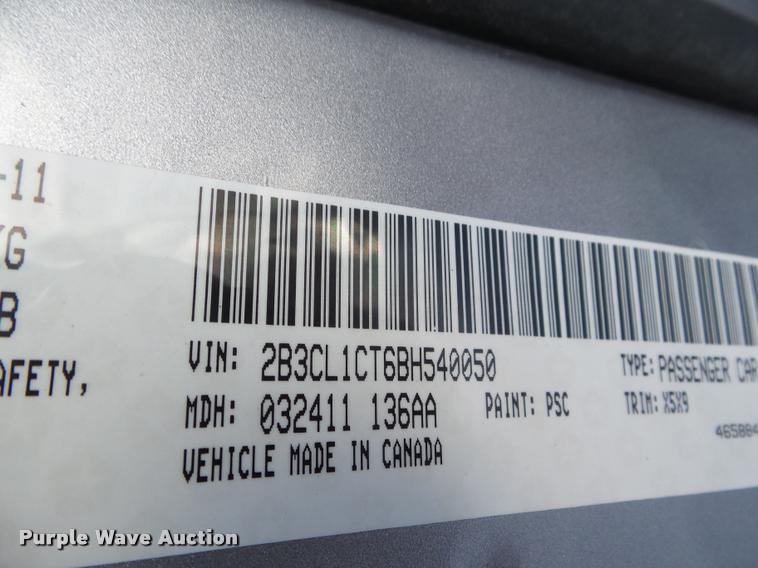 -11
G
B
AFETY,
VIN: 2B3CL1CT6BH540050
TYPE: PASSENGER CAR
MDH: 032411 136AA
PAINT: PSC
TRIM: X5X9
VEHICLE MADE IN CANADA
465884
Purple Wave Auction